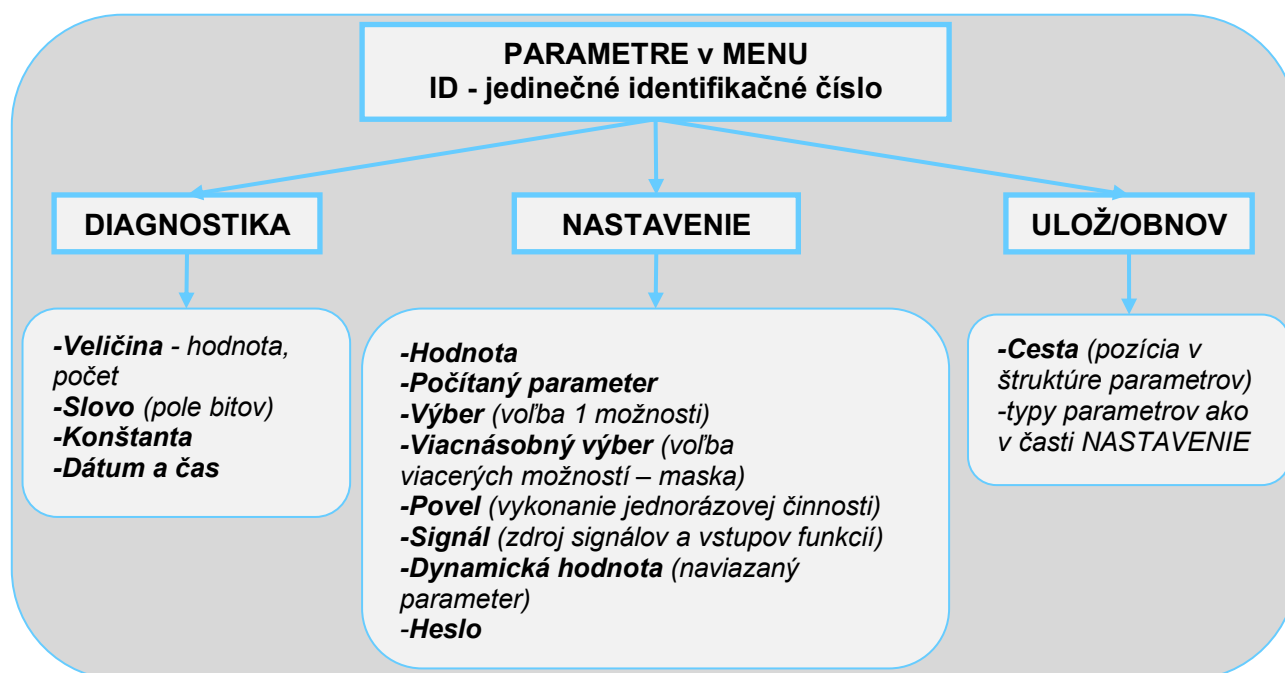 PARAMETRE v MENU
ID - jedinečné identifikačné číslo
DIAGNOSTIKA
NASTAVENIE
ULOŽ/OBNOV
-Veličina - hodnota,
počet
-Slovo (pole bitov)
-Konštanta
-Dátum a čas
-Hodnota
-Počítaný parameter
-Výber (voľba 1 možnosti)
-Viacnásobný výber (voľba
viacerých možností – maska)
-Povel (vykonanie jednorázovej činnosti)
-Signál (zdroj signálov a vstupov funkcií)
-Dynamická hodnota (naviazaný
parameter)
-Heslo
-Cesta (pozícia v
štruktúre parametrov)
-typy parametrov ako
v časti NASTAVENIE